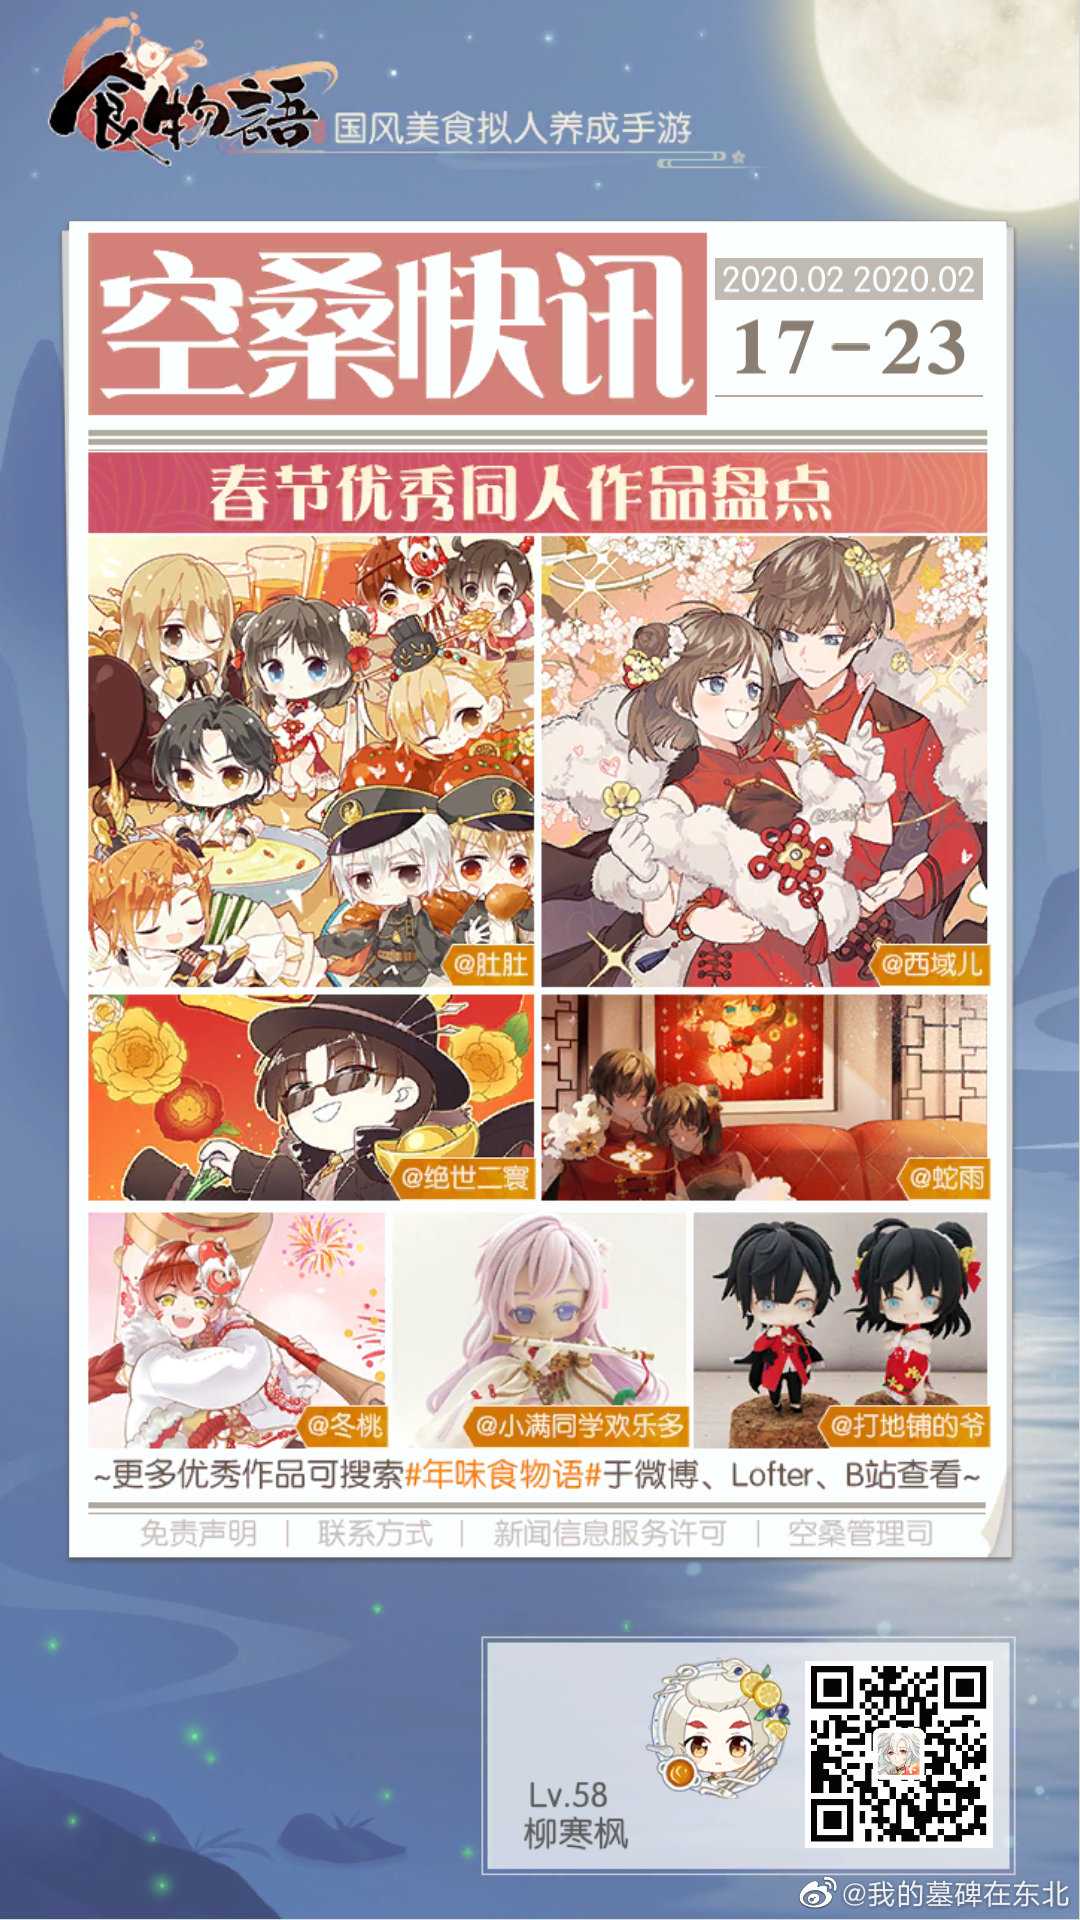 食物語
国风美食拟人养成手游
空桑快讯
2020.02 2020.02
17-23
春节优秀同人作品盘点
@肚肚
@西域儿
@绝世二寰
@蛇雨
@冬桃
@小满同学欢乐多
@打地铺的爷
~更多优秀作品可搜索#年味食物语#于微博、Lofter、B站查看~
免责声明 | 联系方式 | 新闻信息服务许可 | 空桑管理司
Lv.58
柳寒枫
@我的墓碑在东北